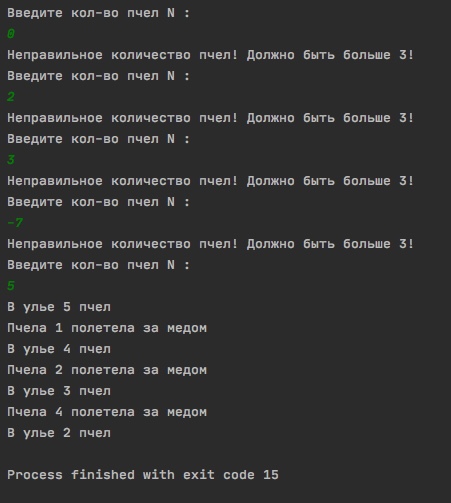 Введите кол-во пчел N :
0
Неправильное количество пчел! Должно быть больше 3!
Введите кол-во пчел N :
2
Неправильное количество пчел! Должно быть больше 3!
Введите кол-во пчел N :
3
Неправильное количество пчел! Должно быть больше 3!
Введите кол-во пчел N :
-7
Неправильное количество пчел! Должно быть больше 3!
Введите кол-во пчел N :
5
В улье 5 пчел
Пчела 1 полетела за медом
В улье 4 пчел
Пчела 2 полетела за медом
В улье 3 пчел
Пчела 4 полетела за медом
В улье 2 пчел
Process finished with exit code 15